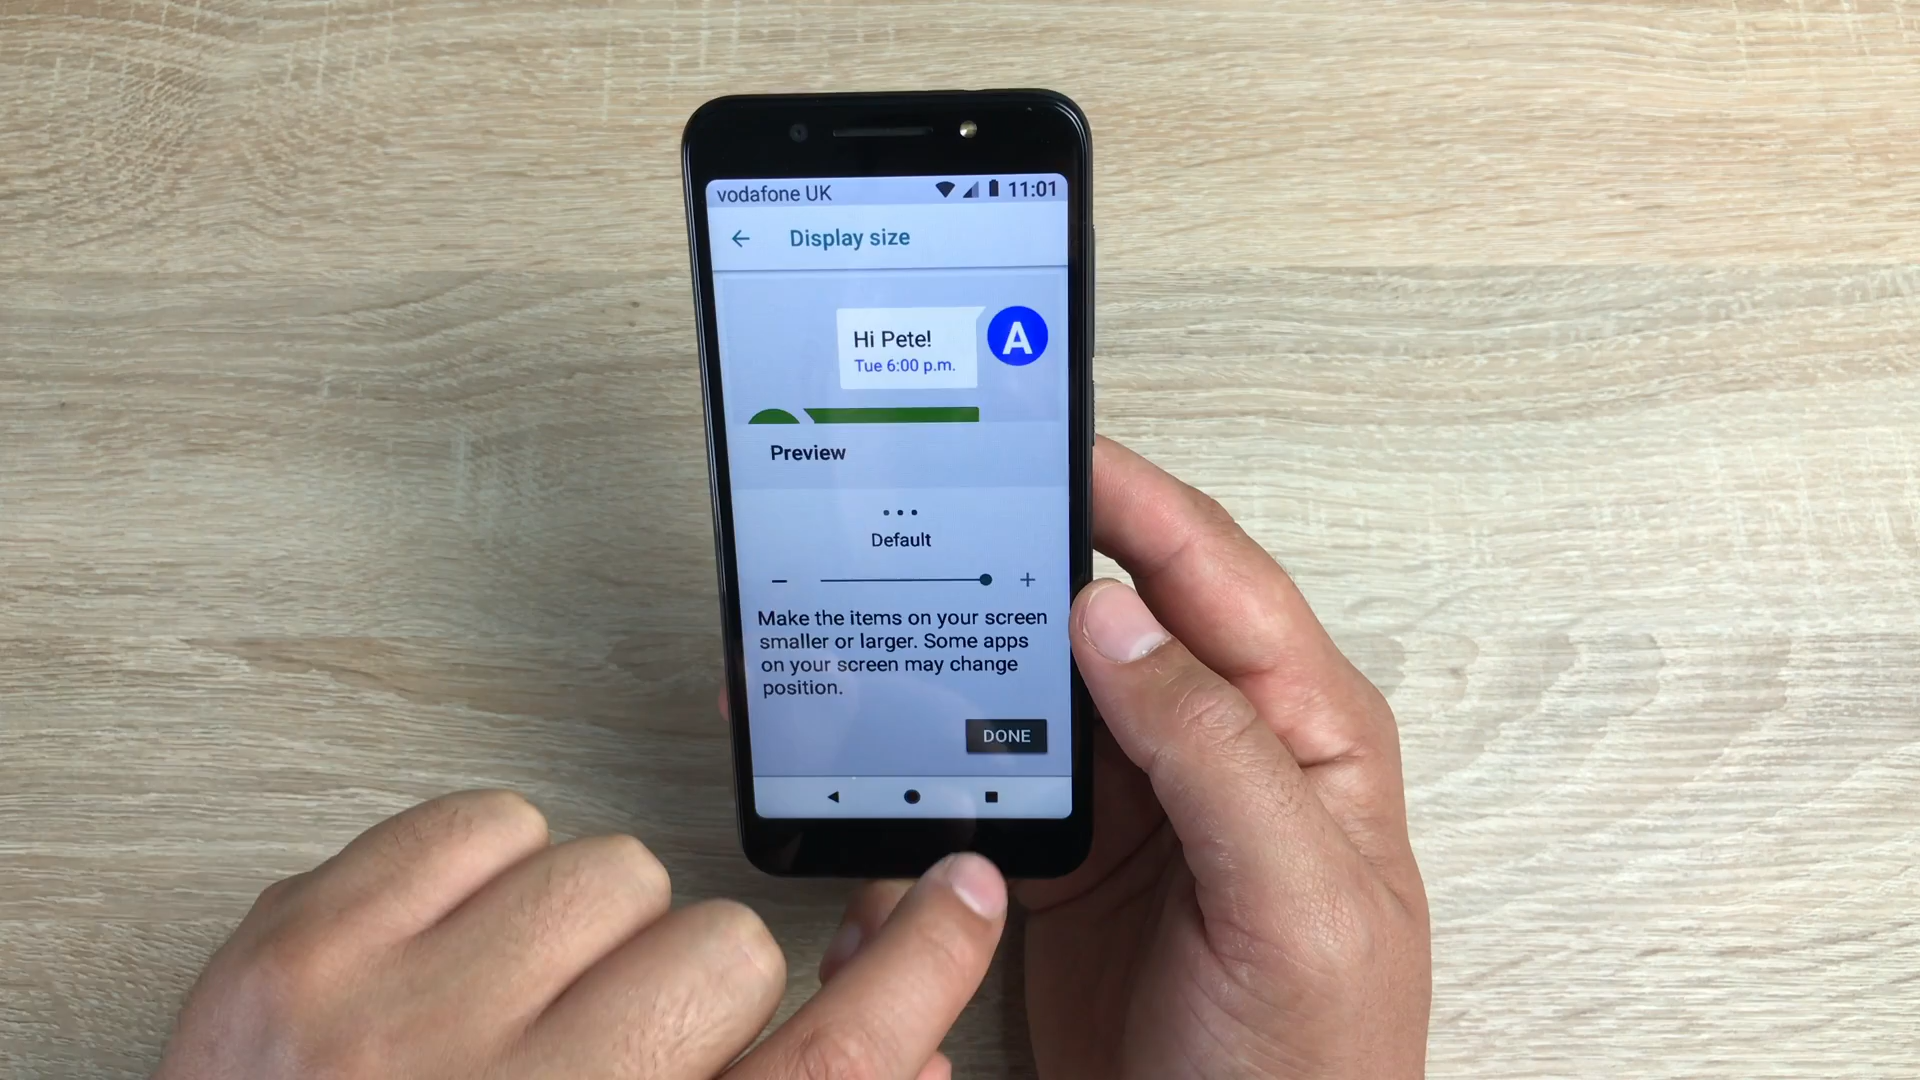 vodafone UK 11:01
Display size
Hi Pete!
A
Tue 6:00 p.m.
Preview
Default
Make the items on your screen
smaller or larger. Some apps
on your screen may change
position.
DONE